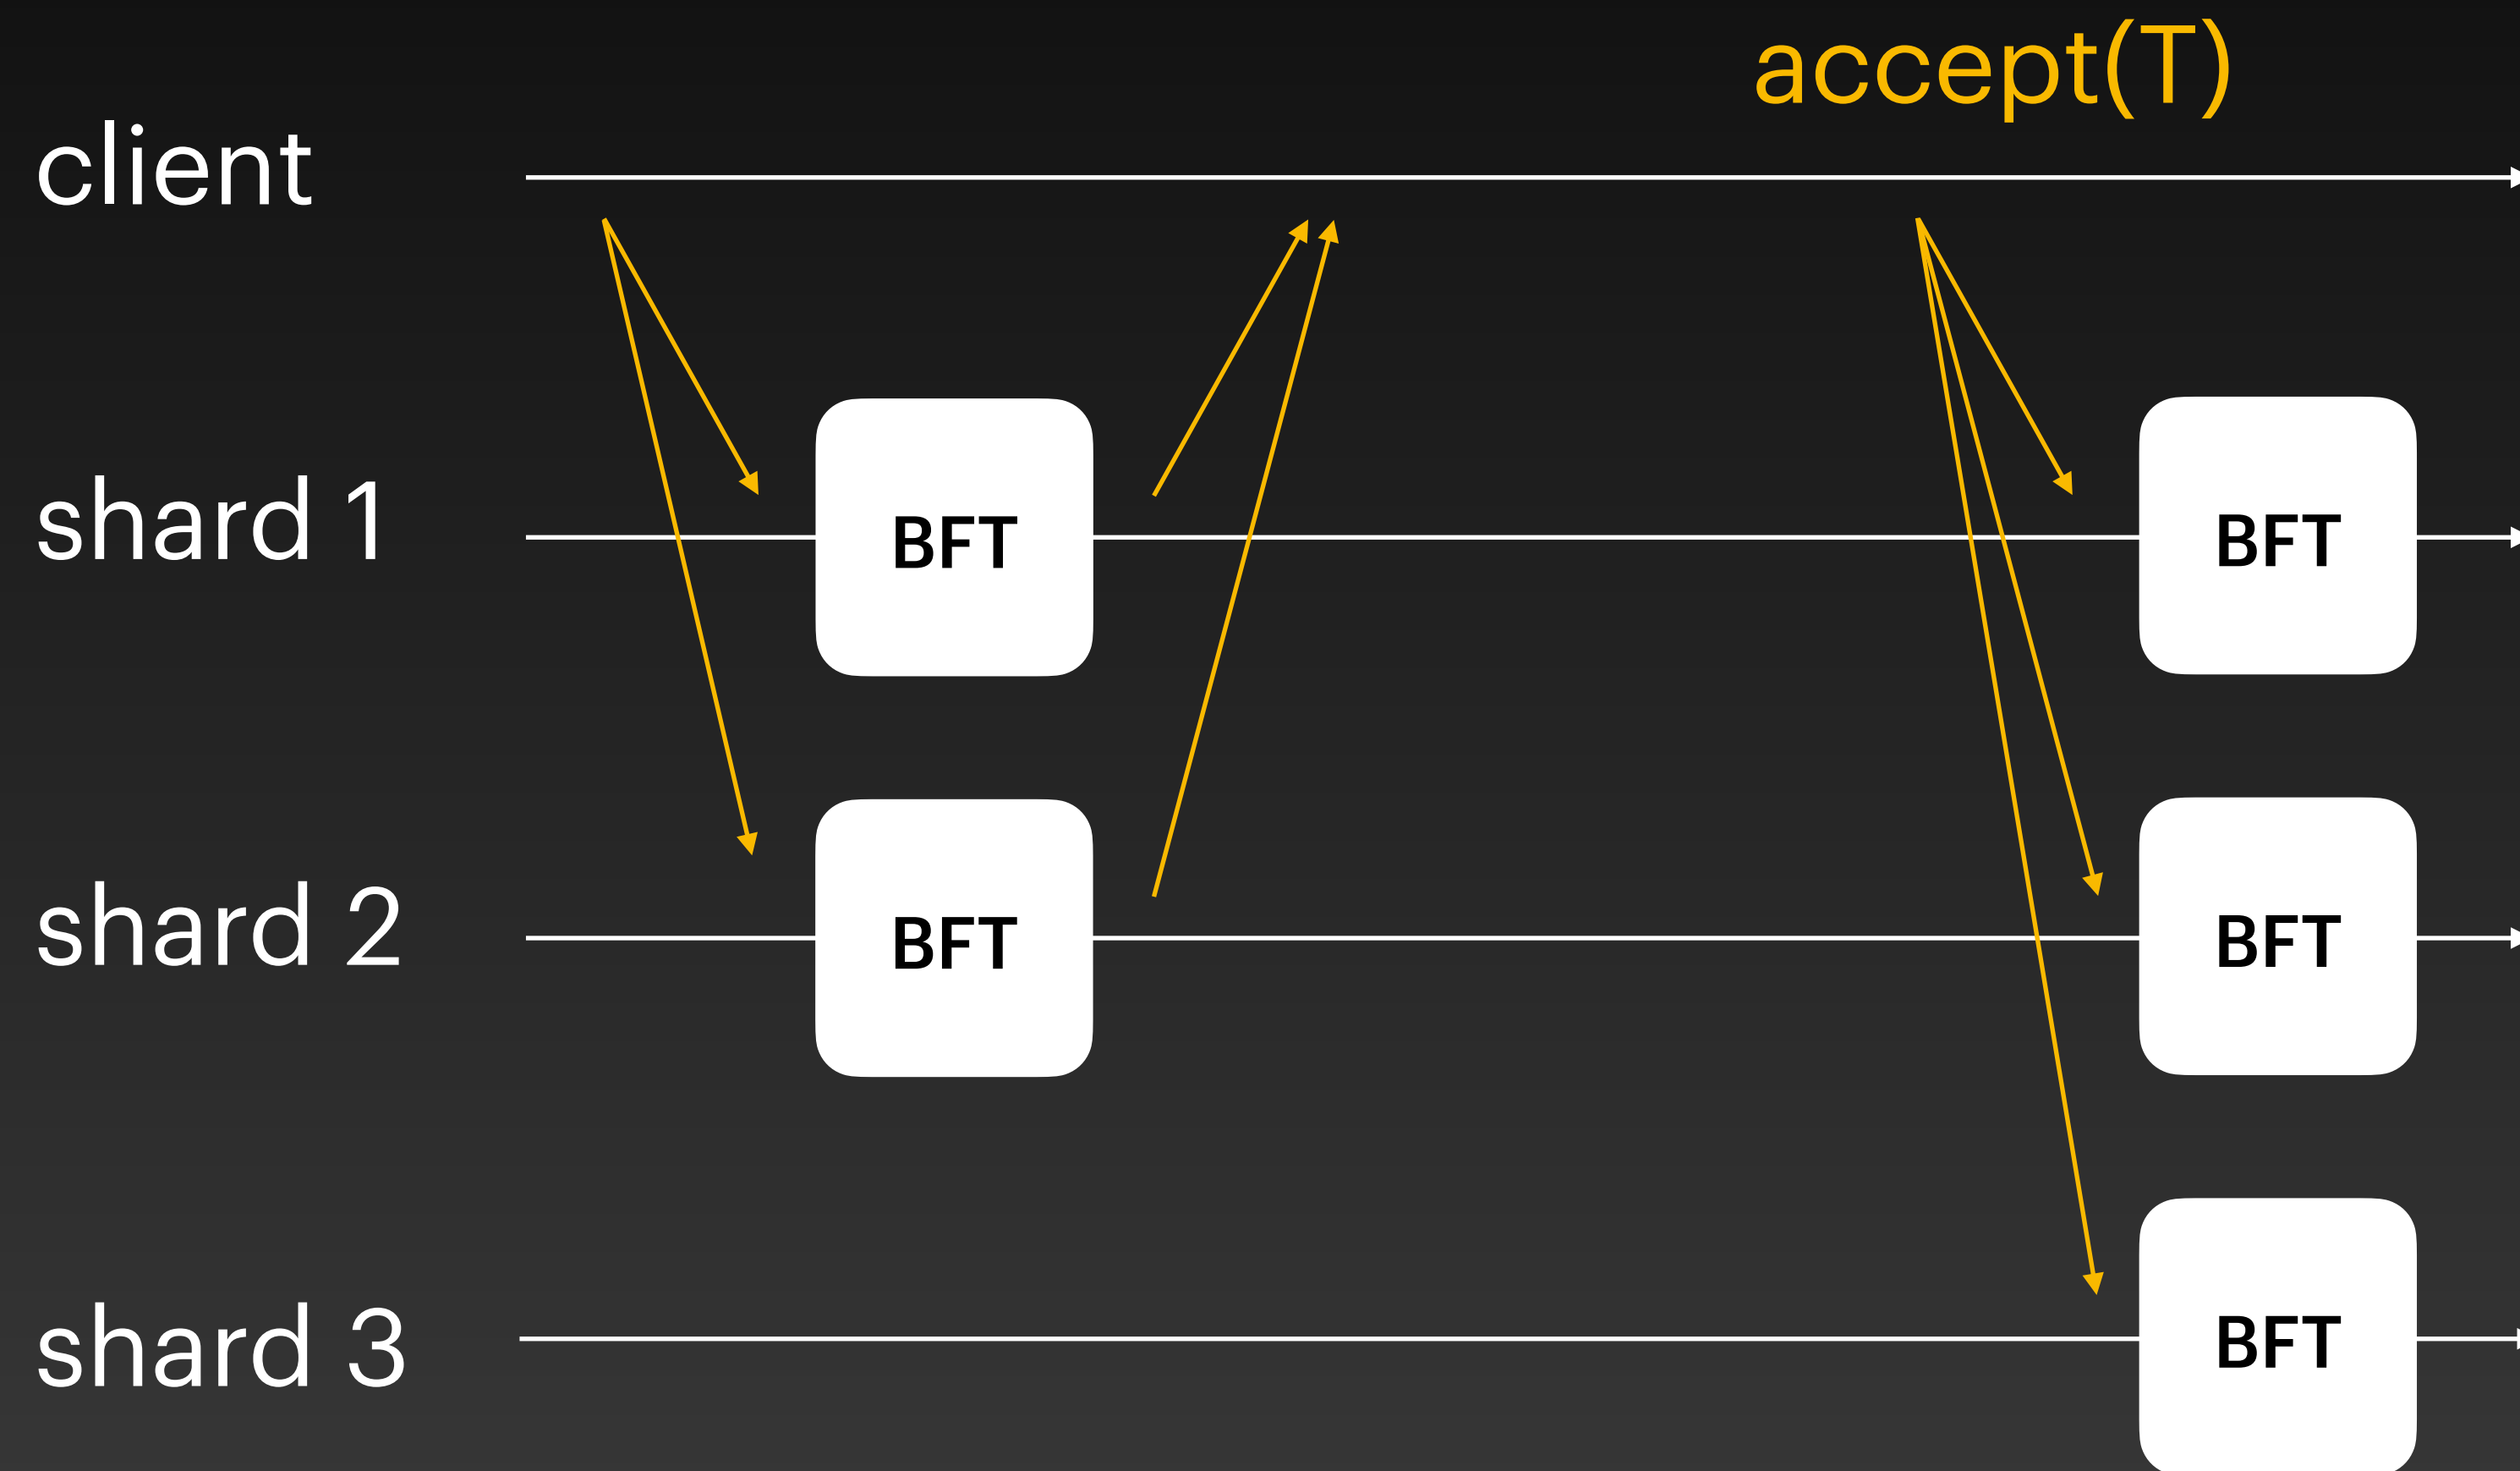 accept(T)
client
shard 1
BFT
BFT
shard 2
BFT
BFT
shard 3
BFT